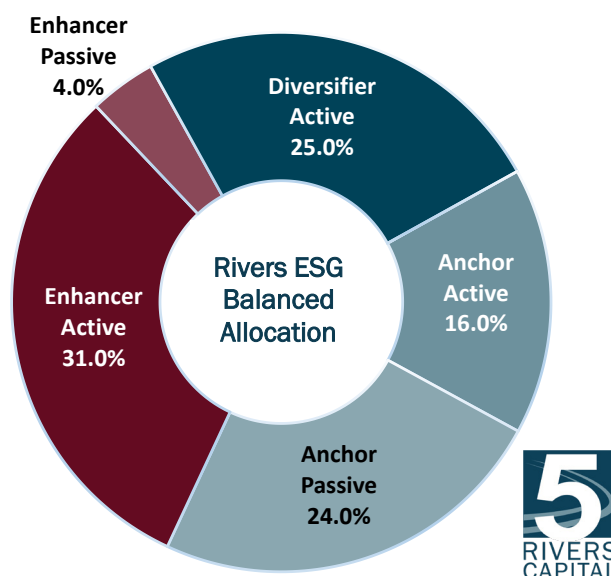 Enhancer
Passive
4.0%
Diversifier
Active
25.0%
Anchor
Active
16.0%
Rivers ESG
Balanced
Allocation
Enhancer
Active
31.0%
Anchor
Passive
24.0%
5
RIVERS
CAPITAL